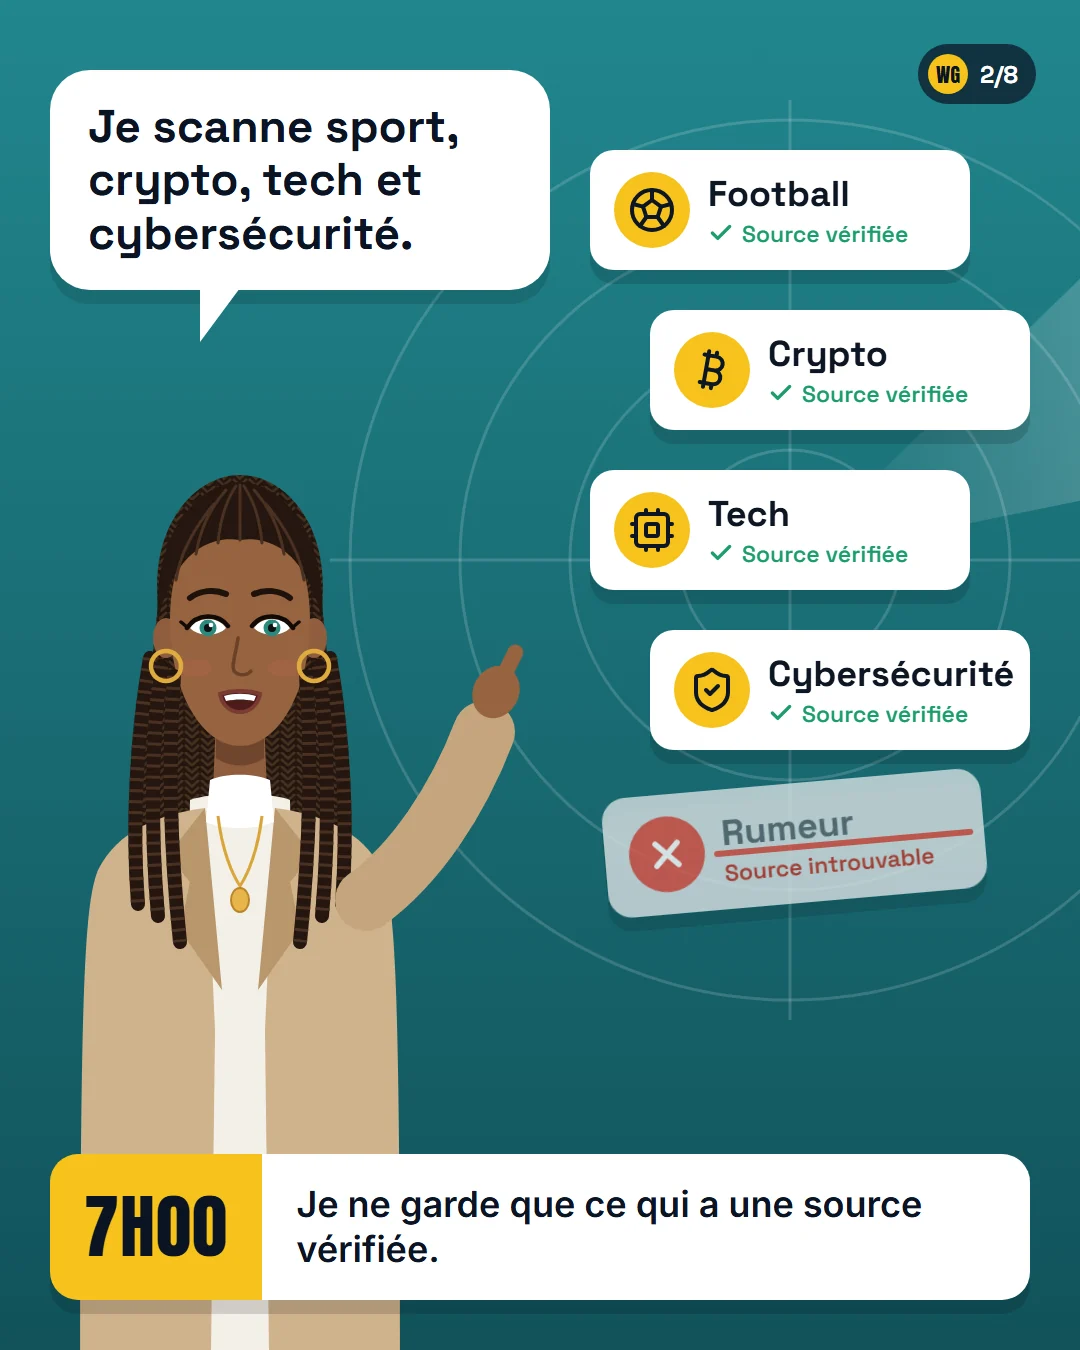 WG 2/8
Je scanne sport,
crypto, tech et
cybersécurité.
Football
Source vérifiée
Crypto
Source vérifiée
Tech
Source vérifiée
Cybersécurité
Source vérifiée
Rumeur
Source introuvable
7H00
Je ne garde que ce qui a une source
vérifiée.